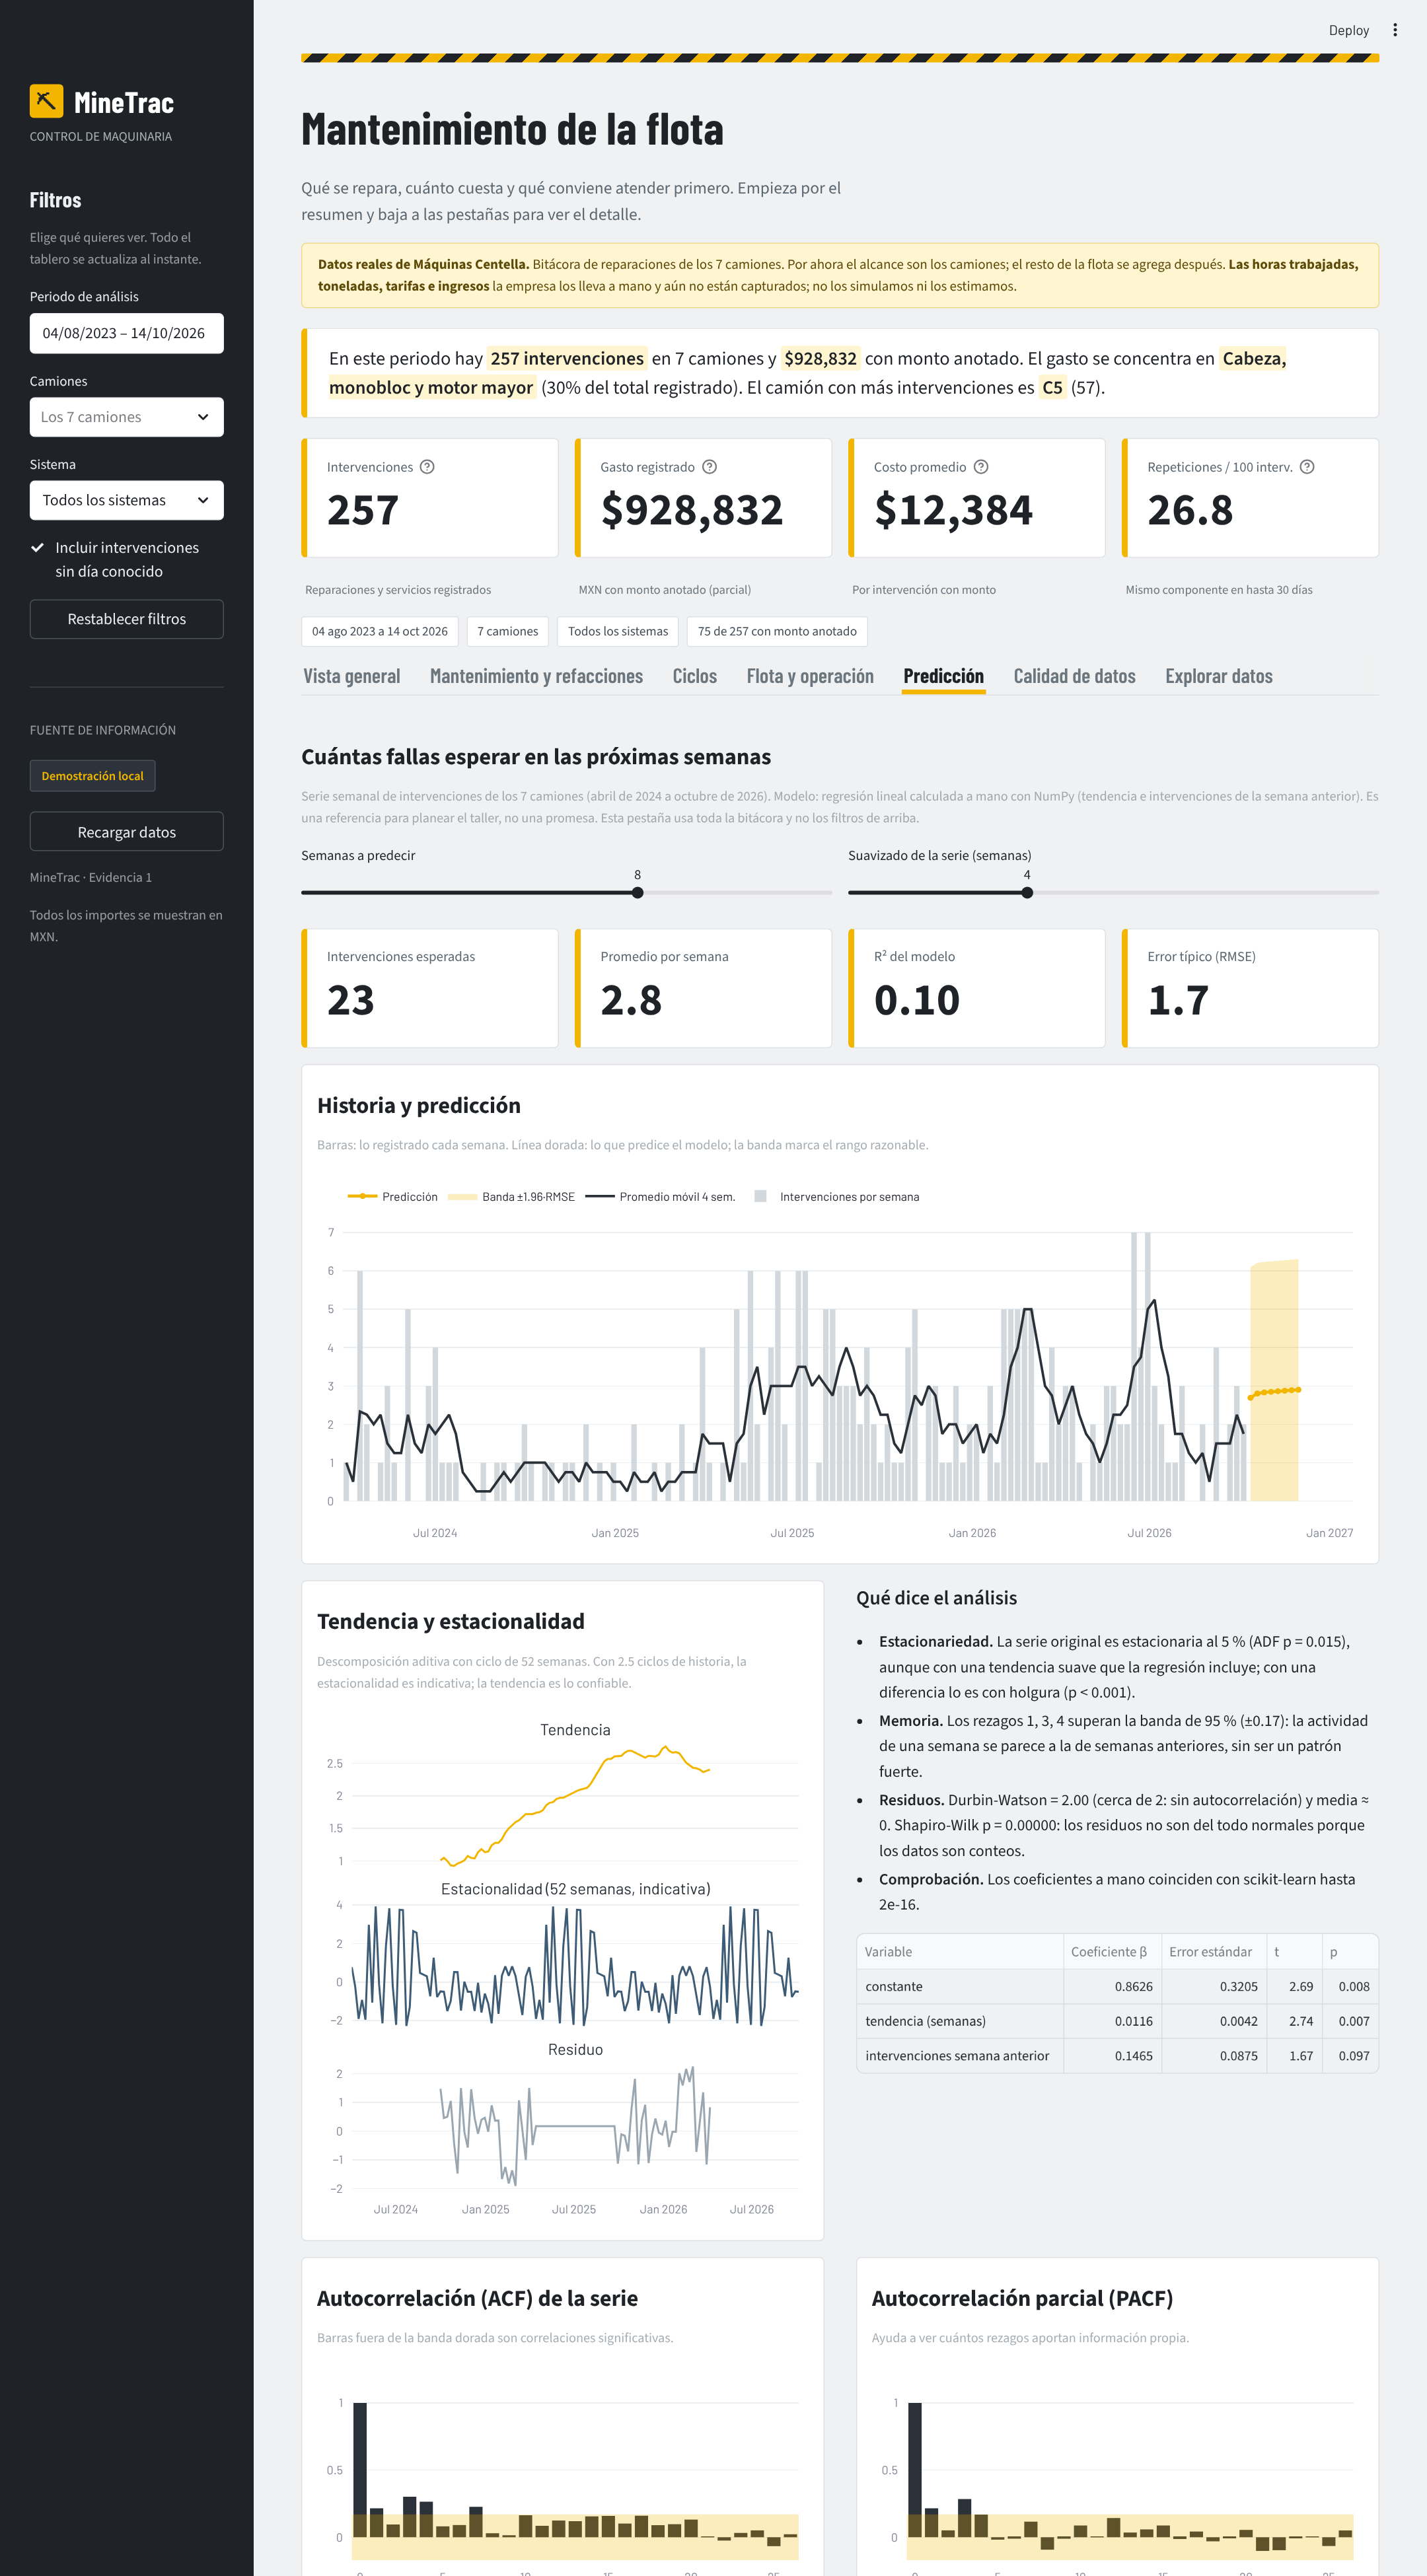 Deploy
MineTrac
CONTROL DE MAQUINARIA
Filtros
Elige qué quieres ver. Todo el
tablero se actualiza al instante.
Periodo de análisis
04/08/2023 – 14/10/2026
Camiones
Los 7 camiones
Sistema
Todos los sistemas
Incluir intervenciones
sin día conocido
Restablecer filtros
FUENTE DE INFORMACIÓN
Demostración local
Recargar datos
MineTrac · Evidencia 1
Todos los importes se muestran en
MXN.
Mantenimiento de la flota
Qué se repara, cuánto cuesta y qué conviene atender primero. Empieza por el
resumen y baja a las pestañas para ver el detalle.
Datos reales de Máquinas Centella. Bitácora de reparaciones de los 7 camiones. Por ahora el alcance son los camiones; el resto de la flota se agrega después. Las horas trabajadas,
toneladas, tarifas e ingresos la empresa los lleva a mano y aún no están capturados; no los simulamos ni los estimamos.
En este periodo hay 257 intervenciones en 7 camiones y $928,832 con monto anotado. El gasto se concentra en Cabeza,
monobloc y motor mayor (30% del total registrado). El camión con más intervenciones es C5 (57).
Intervenciones
257
Reparaciones y servicios registrados
Gasto registrado
$928,832
MXN con monto anotado (parcial)
Costo promedio
$12,384
Por intervención con monto
Repeticiones / 100 interv.
26.8
Mismo componente en hasta 30 días
04 ago 2023 a 14 oct 2026
7 camiones
Todos los sistemas
75 de 257 con monto anotado
Vista general
Mantenimiento y refacciones
Ciclos
Flota y operación
Predicción
Calidad de datos
Explorar datos
Cuántas fallas esperar en las próximas semanas
Serie semanal de intervenciones de los 7 camiones (abril de 2024 a octubre de 2026). Modelo: regresión lineal calculada a mano con NumPy (tendencia e intervenciones de la semana anterior). Es
una referencia para planear el taller, no una promesa. Esta pestaña usa toda la bitácora y no los filtros de arriba.
Semanas a predecir
8
Suavizado de la serie (semanas)
4
Intervenciones esperadas
23
Promedio por semana
2.8
R² del modelo
0.10
Error típico (RMSE)
1.7
Historia y predicción
Barras: lo registrado cada semana. Línea dorada: lo que predice el modelo; la banda marca el rango razonable.
Predicción
Banda ±1.96·RMSE
Promedio móvil 4 sem.
Intervenciones por semana
7
6
5
4
3
2
1
0
Jul 2024
Jan 2025
Jul 2025
Jan 2026
Jul 2026
Jan 2027
Tendencia y estacionalidad
Descomposición aditiva con ciclo de 52 semanas. Con 2.5 ciclos de historia, la
estacionalidad es indicativa; la tendencia es lo confiable.
Tendencia
2.5
2
1.5
1
Estacionalidad (52 semanas, indicativa)
4
2
0
−2
Residuo
2
1
0
−1
−2
Jul 2024
Jan 2025
Jul 2025
Jan 2026
Jul 2026
Qué dice el análisis
Estacionariedad. La serie original es estacionaria al 5 % (ADF p = 0.015),
aunque con una tendencia suave que la regresión incluye; con una
diferencia lo es con holgura (p < 0.001).
Memoria. Los rezagos 1, 3, 4 superan la banda de 95 % (±0.17): la actividad
de una semana se parece a la de semanas anteriores, sin ser un patrón
fuerte.
Residuos. Durbin-Watson = 2.00 (cerca de 2: sin autocorrelación) y media ≈
0. Shapiro-Wilk p = 0.00000: los residuos no son del todo normales porque
los datos son conteos.
Comprobación. Los coeficientes a mano coinciden con scikit-learn hasta
2e-16.
Variable Coeficiente β Error estándar t p
constante 0.8626 0.3205 2.69 0.008
tendencia (semanas) 0.0116 0.0042 2.74 0.007
intervenciones semana anterior 0.1465 0.0875 1.67 0.097
Autocorrelación (ACF) de la serie
Barras fuera de la banda dorada son correlaciones significativas.
1
0.5
0
Autocorrelación parcial (PACF)
Ayuda a ver cuántos rezagos aportan información propia.
1
0.5
0